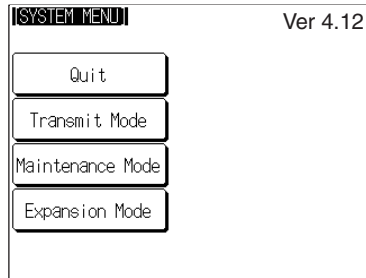 [SYSTEM MENU]
Ver 4.12
Quit
Transmit Mode
Maintenance Mode
Expansion Mode